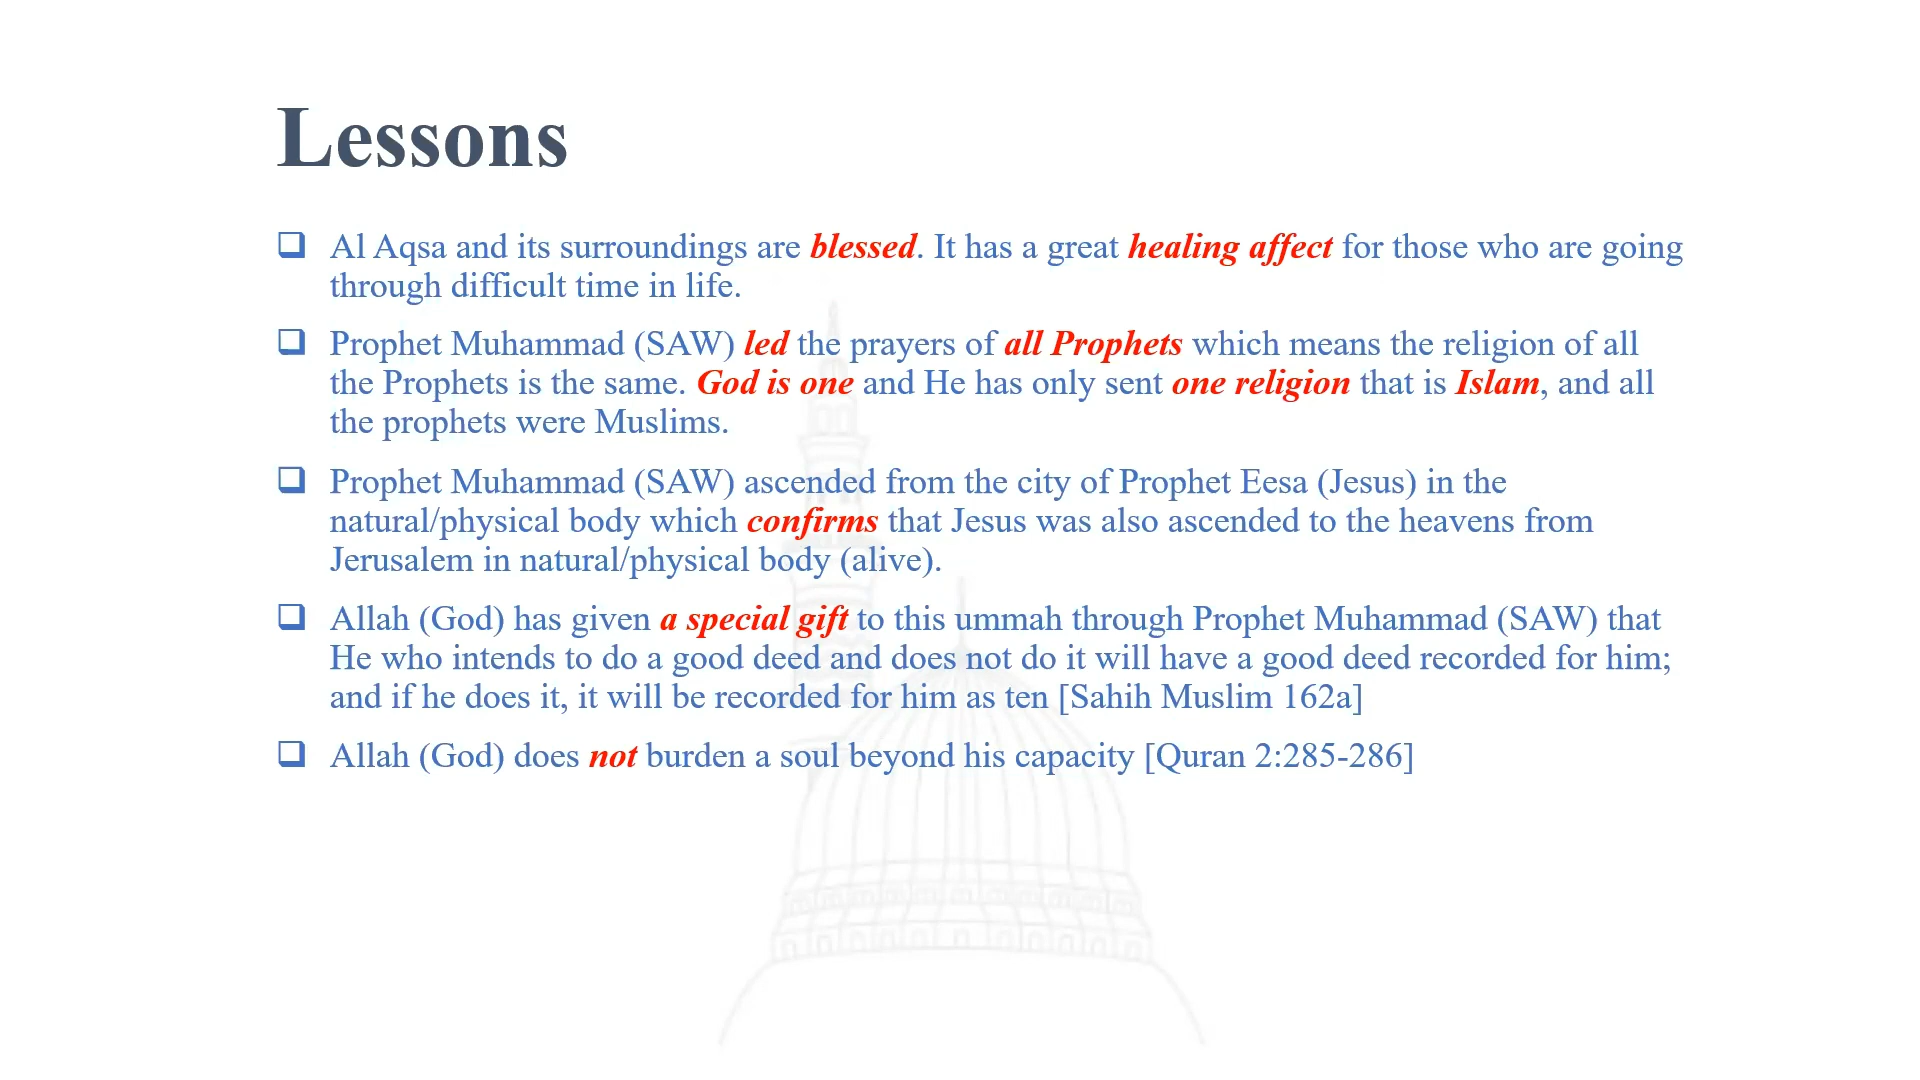 Lessons
Al Aqsa and its surroundings are blessed. It has a great healing affect for those who are going
through difficult time in life.
Prophet Muhammad (SAW) led the prayers of all Prophets which means the religion of all
the Prophets is the same. God is one and He has only sent one religion that is Islam, and all
the prophets were Muslims.
Prophet Muhammad (SAW) ascended from the city of Prophet Eesa (Jesus) in the
natural/physical body which confirms that Jesus was also ascended to the heavens from
Jerusalem in natural/physical body (alive).
Allah (God) has given a special gift to this ummah through Prophet Muhammad (SAW) that
He who intends to do a good deed and does not do it will have a good deed recorded for him;
and if he does it, it will be recorded for him as ten [Sahih Muslim 162a]
Allah (God) does not burden a soul beyond his capacity [Quran 2:285-286]